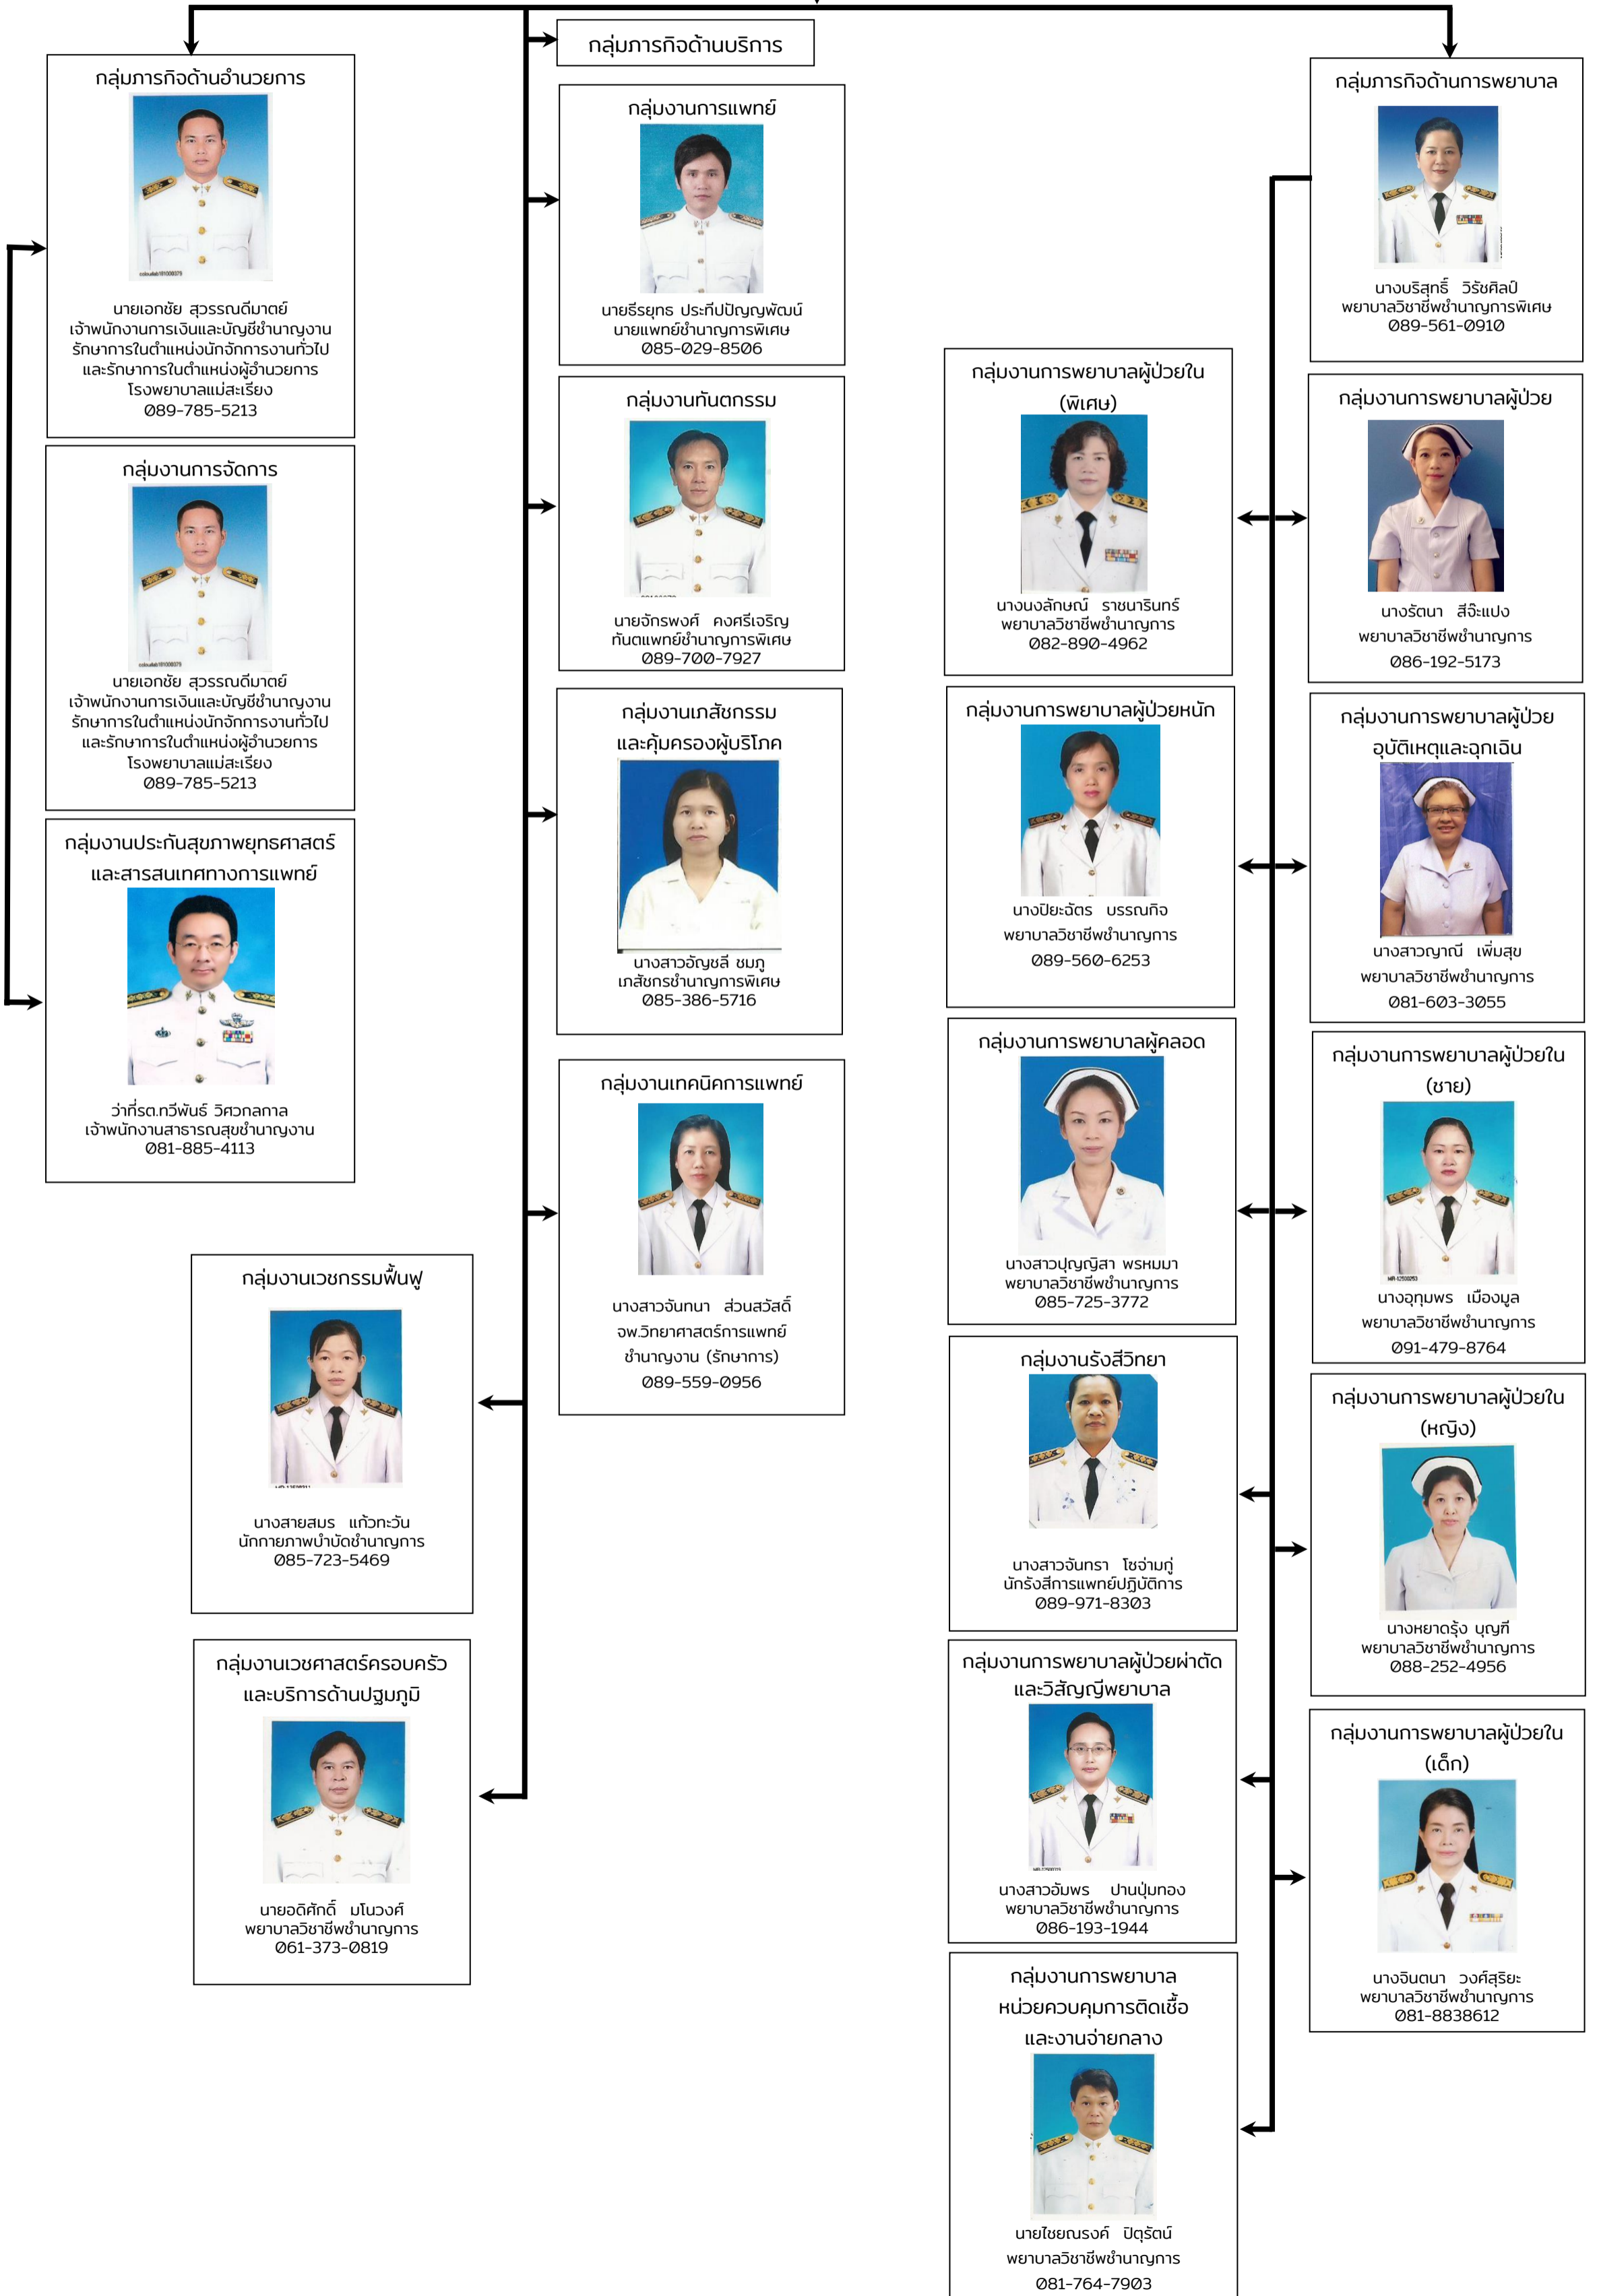 กลุ่มภารกิจด้านอำนวยการ
นายเอกชัย สุวรรณดีมาตย์
เจ้าพนักงานการเงินและบัญชีชำนาญงาน
รักษาการในตำแหน่งนักจักการงานทั่วไป
และรักษาการในตำแหน่งผู้อำนวยการ
โรงพยาบาลแม่สะเรียง
089-785-5213
กลุ่มงานการจัดการ
นายเอกชัย สุวรรณดีมาตย์
เจ้าพนักงานการเงินและบัญชีชำนาญงาน
รักษาการในตำแหน่งนักจักการงานทั่วไป
และรักษาการในตำแหน่งผู้อำนวยการ
โรงพยาบาลแม่สะเรียง
089-785-5213
กลุ่มงานประกันสุขภาพยุทธศาสตร์
และสารสนเทศทางการแพทย์
ว่าที่รต.ทวีพันธ์ วิศวกลกาล
เจ้าพนักงานสาธารณสุขชำนาญงาน
081-885-4113
กลุ่มภารกิจด้านบริการ
กลุ่มงานการแพทย์
นายธีรยุทธ ประทีปปัญญพัฒน์
นายแพทย์ชำนาญการพิเศษ
085-029-8506
กลุ่มงานทันตกรรม
นายจักรพงศ์ คงศรีเจริญ
ทันตแพทย์ชำนาญการพิเศษ
089-700-7927
กลุ่มงานเภสัชกรรม
และคุ้มครองผู้บริโภค
นางสาวอัญชลี ชมภู
เภสัชกรชำนาญการพิเศษ
085-386-5716
กลุ่มงานเทคนิคการแพทย์
นางสาวจันทนา ส่วนสวัสดิ์
จพ.วิทยาศาสตร์การแพทย์
ชำนาญงาน (รักษาการ)
089-559-0956
กลุ่มงานเวชกรรมฟื้นฟู
นางสายสมร แก้วทะวัน
นักกายภาพบำบัดชำนาญการ
085-723-5469
กลุ่มงานเวชศาสตร์ครอบครัว
และบริการด้านปฐมภูมิ
นายอดิศักดิ์ มโนวงศ์
พยาบาลวิชาชีพชำนาญการ
061-373-0819
กลุ่มภารกิจด้านการพยาบาล
นางบริสุทธิ์ วิรัชศิลป์
พยาบาลวิชาชีพชำนาญการพิเศษ
089-561-0910
กลุ่มงานการพยาบาลผู้ป่วยใน
(พิเศษ)
นางนงลักษณ์ ราชนารินทร์
พยาบาลวิชาชีพชำนาญการ
082-890-4962
กลุ่มงานการพยาบาลผู้ป่วยหนัก
นางปิยะฉัตร บรรณกิจ
พยาบาลวิชาชีพชำนาญการ
089-560-6253
กลุ่มงานการพยาบาลผู้คลอด
นางสาวปุญญิสา พรหมมา
พยาบาลวิชาชีพชำนาญการ
085-725-3772
กลุ่มงานรังสีวิทยา
นางสาวจันทรา โชจ่ามกู่
นักรังสีการแพทย์ปฏิบัติการ
089-971-8303
กลุ่มงานการพยาบาลผู้ป่วยผ่าตัด
และวิสัญญีพยาบาล
นางสาวอัมพร ปานปุ่มทอง
พยาบาลวิชาชีพชำนาญการ
086-193-1944
กลุ่มงานการพยาบาล
หน่วยควบคุมการติดเชื้อ
และงานจ่ายกลาง
นายไชยณรงค์ ปิตุรัตน์
พยาบาลวิชาชีพชำนาญการ
081-764-7903
กลุ่มงานการพยาบาลผู้ป่วย
นางรัตนา สีจ๊ะแปง
พยาบาลวิชาชีพชำนาญการ
086-192-5173
กลุ่มงานการพยาบาลผู้ป่วย
อุบัติเหตุและฉุกเฉิน
นางสาวญาณี เพิ่มสุข
พยาบาลวิชาชีพชำนาญการ
081-603-3055
กลุ่มงานการพยาบาลผู้ป่วยใน
(ชาย)
นางอุทุมพร เมืองมูล
พยาบาลวิชาชีพชำนาญการ
091-479-8764
กลุ่มงานการพยาบาลผู้ป่วยใน
(หญิง)
นางหยาดรุ้ง บุญฑี
พยาบาลวิชาชีพชำนาญการ
088-252-4956
กลุ่มงานการพยาบาลผู้ป่วยใน
(เด็ก)
นางจินตนา วงศ์สุริยะ
พยาบาลวิชาชีพชำนาญการ
081-8838612